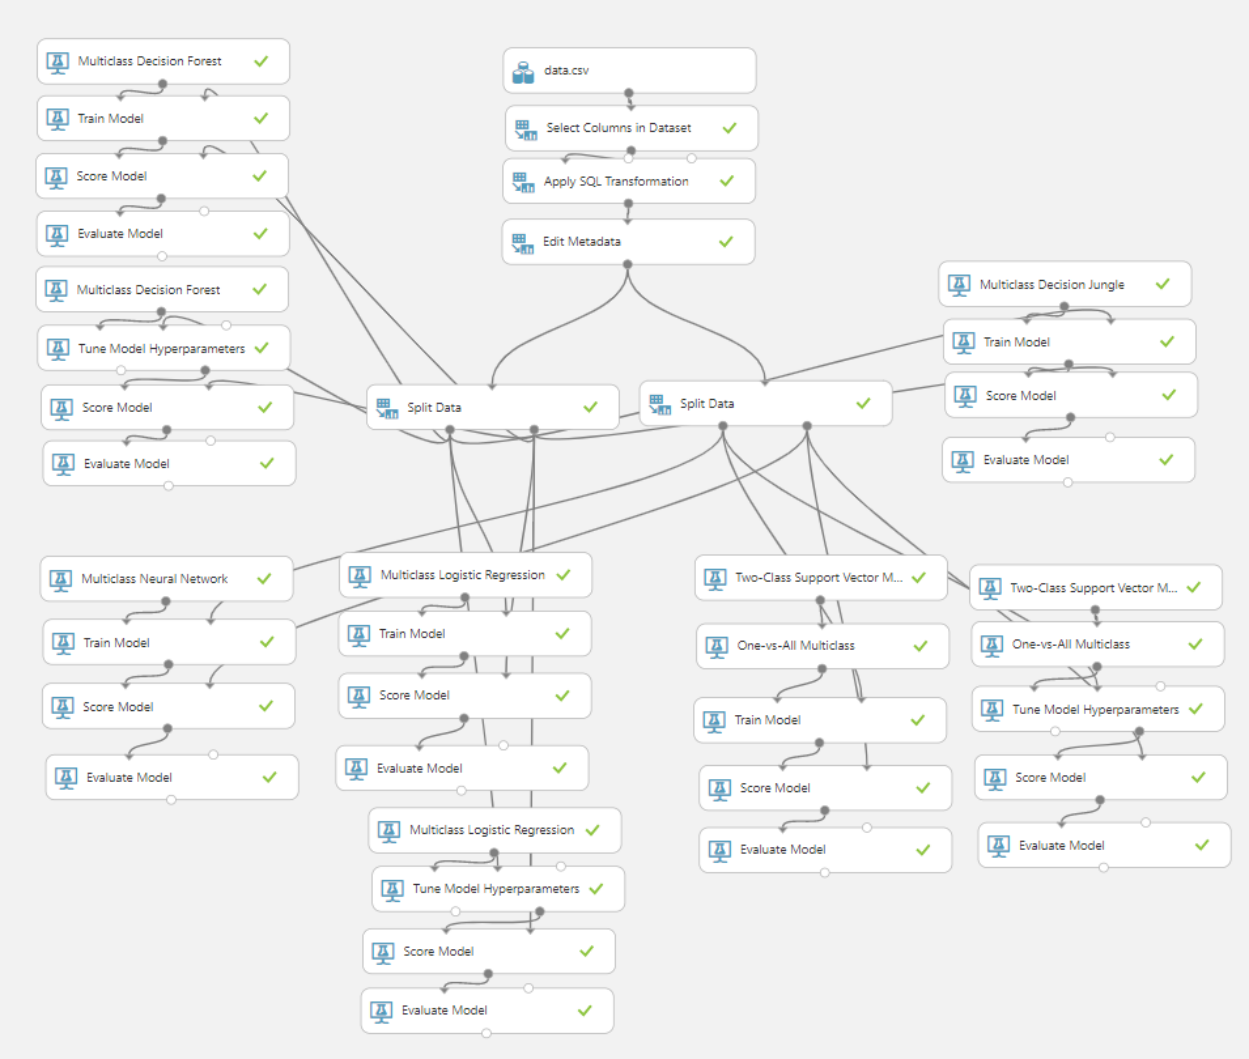 Multiclass Decision Forest
Train Model
Score Model
Evaluate Model
Multiclass Decision Forest
Tune Model Hyperparameters
Score Model
Evaluate Model
data.csv
Select Columns in Dataset
Apply SQL Transformation
Edit Metadata
Split Data
Split Data
Multiclass Decision Jungle
Train Model
Score Model
Evaluate Model
Multiclass Neural Network
Train Model
Score Model
Evaluate Model
Multiclass Logistic Regression
Train Model
Score Model
Evaluate Model
Multiclass Logistic Regression
Tune Model Hyperparameters
Score Model
Evaluate Model
Two-Class Support Vector M...
One-vs-All Multiclass
Train Model
Score Model
Evaluate Model
Two-Class Support Vector M...
One-vs-All Multiclass
Tune Model Hyperparameters
Score Model
Evaluate Model